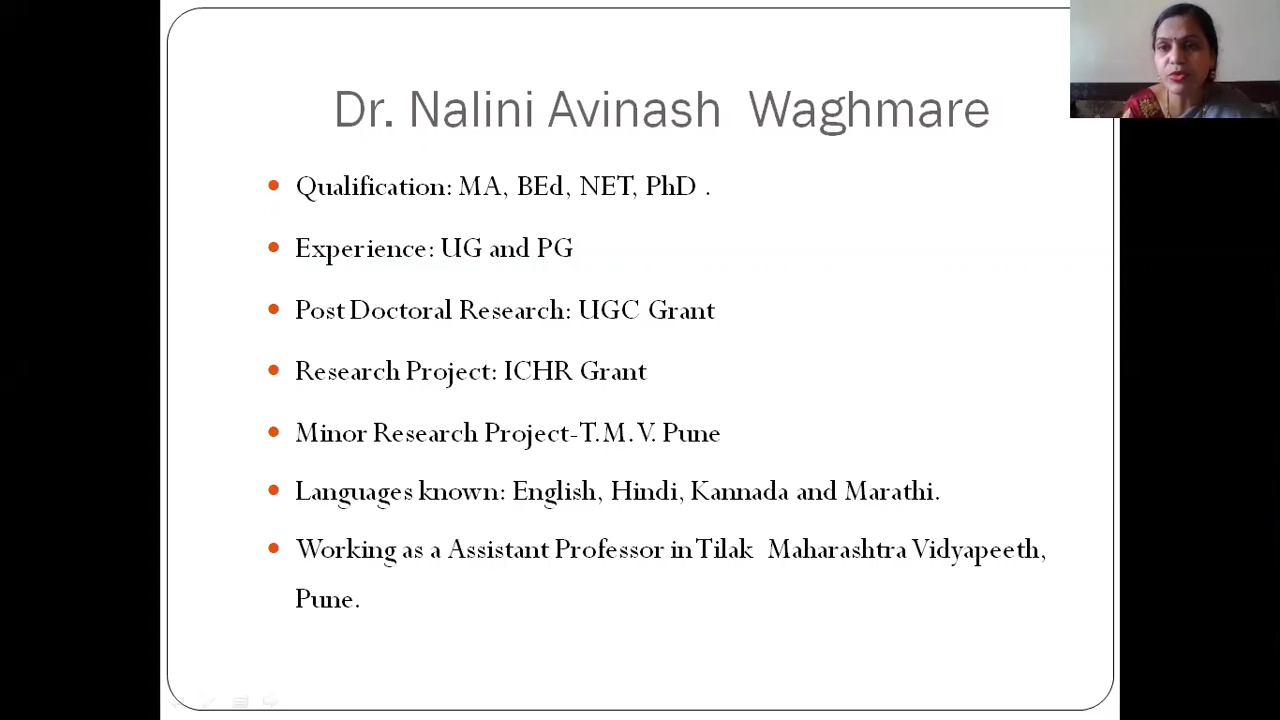 Dr. Nalini Avinash Waghmare
Qualification: MA, BEd, NET, PhD .
Experience: UG and PG
Post Doctoral Research: UGC Grant
Research Project: ICHR Grant
Minor Research Project-T.M.V. Pune
Languages known: English, Hindi, Kannada and Marathi.
Working as a Assistant Professor in Tilak Maharashtra Vidyapeeth,
Pune.